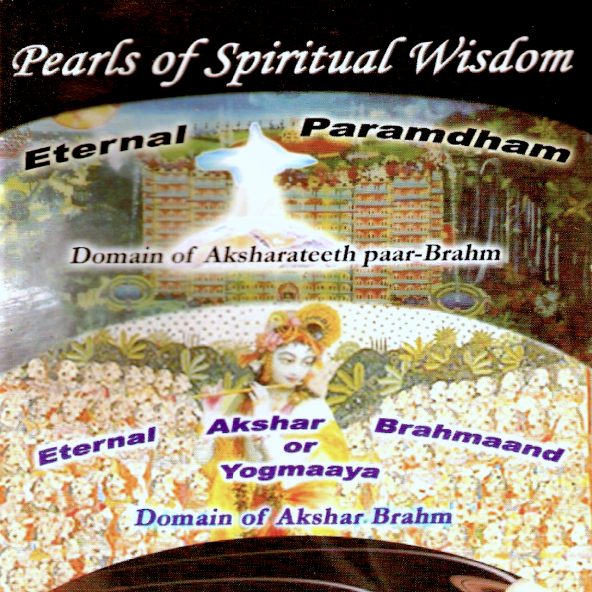 Pearls of Spiritual Wisdom
Eternal Paramdham
Domain of Aksharateeth paar-Brahm
Eternal Akshar Brahmaand
or
Yogmaaya
Domain of Akshar Brahm